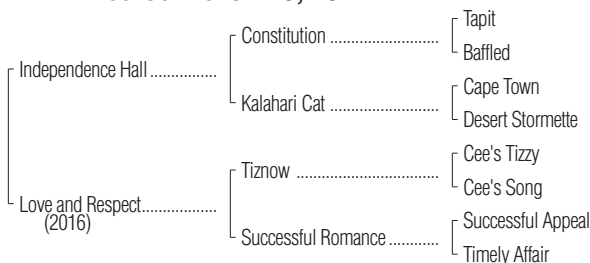 Constitution ............................ Tapit
Baffled
Independence Hall .................
Kalahari Cat ............................ Cape Town
Desert Stormette
Tiznow .................................... Cee's Tizzy
Cee's Song
Love and Respect...................
(2016)
Successful Romance ............. Successful Appeal
Timely Affair